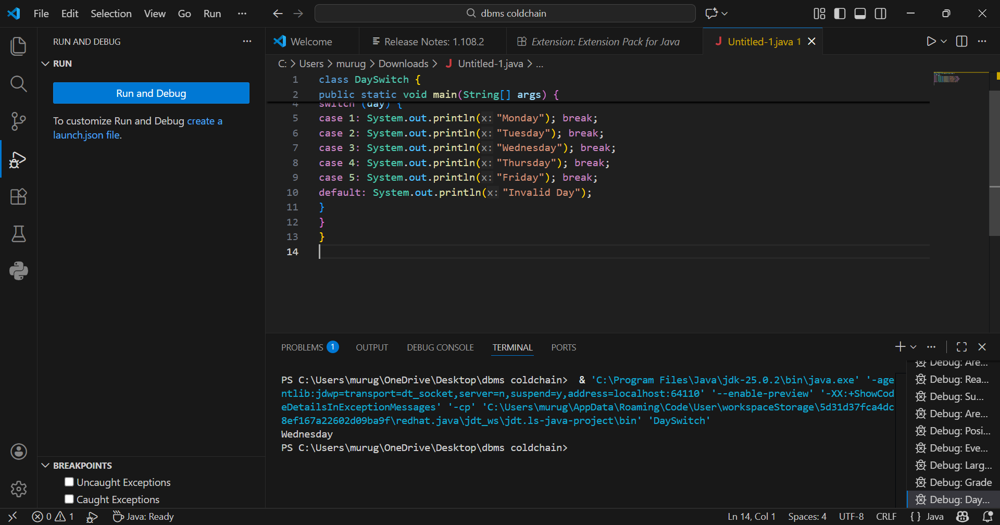 File Edit Selection View Go Run ···
dbms coldchain
RUN AND DEBUG ···
RUN
Run and Debug
To customize Run and Debug create a
launch.json file.
Welcome
Release Notes: 1.108.2
Extension: Extension Pack for Java
J Untitled-1.java 1
C: > Users > murug > Downloads > J Untitled-1.java > ...
1 class DaySwitch {
2 public static void main(String[] args) {
4 switch (day) {
5 case 1: System.out.println(x: "Monday"); break;
6 case 2: System.out.println(x: "Tuesday"); break;
7 case 3: System.out.println(x: "Wednesday"); break;
8 case 4: System.out.println(x: "Thursday"); break;
9 case 5: System.out.println(x: "Friday"); break;
10 default: System.out.println(x: "Invalid Day");
11 }
12 }
13 }
14
PROBLEMS 1 OUTPUT DEBUG CONSOLE TERMINAL PORTS
PS C:\Users\murug\OneDrive\Desktop\dbms coldchain>  & 'C:\Program Files\Java\jdk-25.0.2\bin\java.exe' '-age
ntlib:jdwp=transport=dt_socket,server=n,suspend=y,address=localhost:64110' '--enable-preview' '-XX:+ShowCod
eDetailsInExceptionMessages' '-cp' 'C:\Users\murug\AppData\Roaming\Code\User\workspaceStorage\5d31d37fca4dc
8ef167a22602d09ba9f\redhat.java\jdt_ws\jdt.ls-java-project\bin' 'DaySwitch'
Wednesday
PS C:\Users\murug\OneDrive\Desktop\dbms coldchain>
Debug: Are...
Debug: Rea...
Debug: Su...
Debug: Are...
Debug: Posi...
Debug: Eve...
Debug: Larg...
Debug: Grade
Debug: Day...
BREAKPOINTS
Uncaught Exceptions
Caught Exceptions
0 1 Java: Ready
Ln 14, Col 1 Spaces: 4 UTF-8 CRLF { } Java